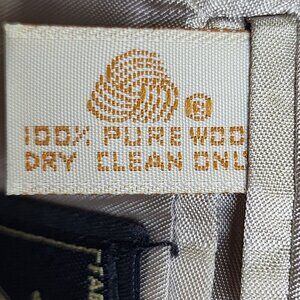 100% PURE WOO
DRY CLEAN ONL